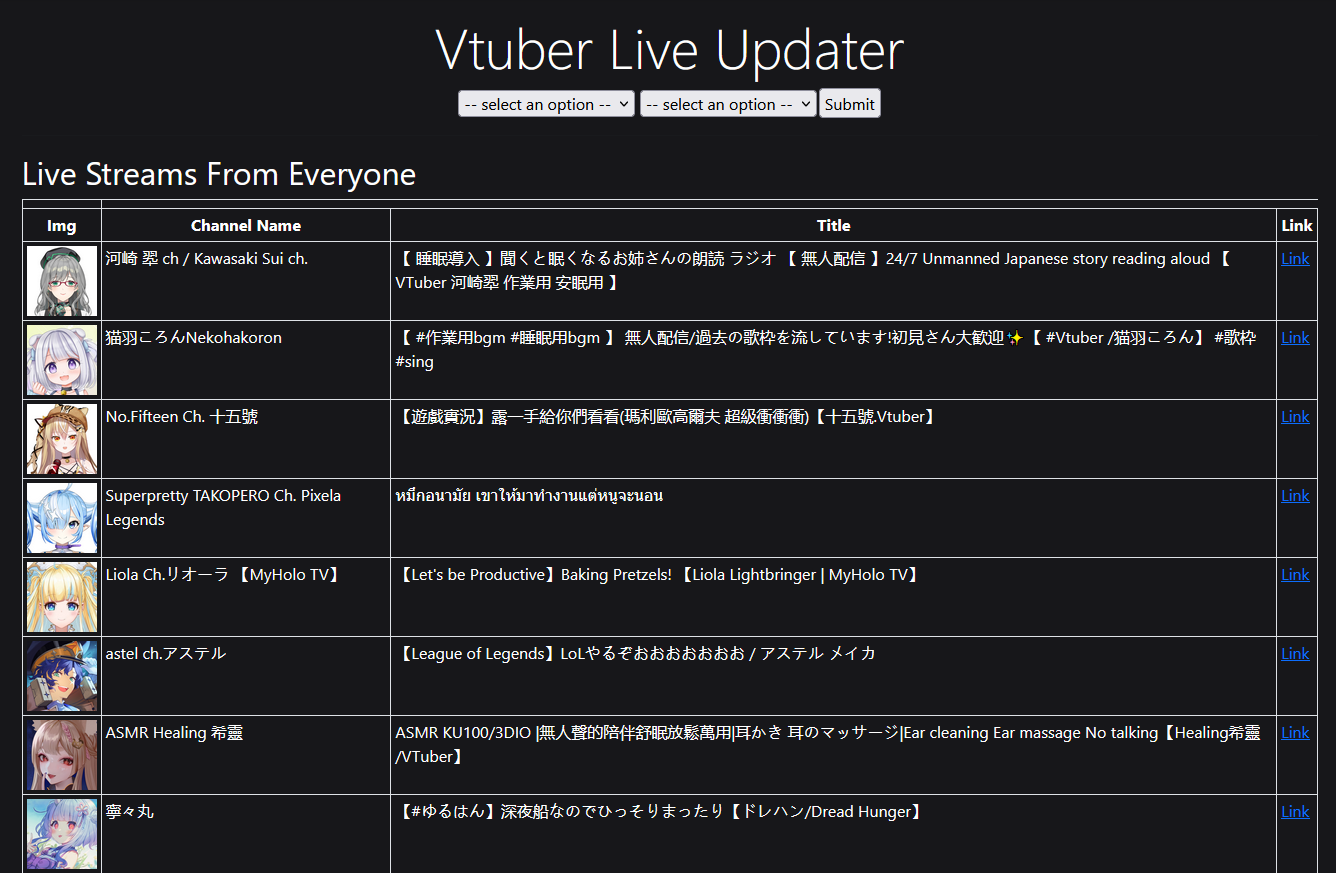 Vtuber Live Updater
-- select an option -- -- select an option -- Submit
Live Streams From Everyone
Img Channel Name Title Link
河崎 翆 ch / Kawasaki Sui ch. 【 睡眠導入 】聞くと眠くなるお姉さんの朗読 ラジオ 【 無人配信 】24/7 Unmanned Japanese story reading aloud 【 Link
VTuber 河崎翆 作業用 安眠用 】
猫羽ころんNekohakoron 【 #作業用bgm #睡眠用bgm 】 無人配信/過去の歌枠を流しています!初見さん大歓迎✨【 #Vtuber /猫羽ころん】 #歌枠 Link
#sing
No.Fifteen Ch. 十五號 【遊戲實況】露一手給你們看看(瑪利歐高爾夫 超級衝衝衝)【十五號.Vtuber】 Link
Superpretty TAKOPERO Ch. Pixela หมึกอนามัย เขาให้มาทำงานแต่หนูจะนอน Link
Legends
Liola Ch.リオーラ 【MyHolo TV】 【Let's be Productive】Baking Pretzels! 【Liola Lightbringer | MyHolo TV】 Link
astel ch.アステル 【League of Legends】LoLやるぞおおおおおおお / アステル メイカ Link
ASMR Healing 希靈 ASMR KU100/3DIO |無人聲的陪伴舒眠放鬆萬用|耳かき 耳のマッサージ|Ear cleaning Ear massage No talking【Healing希靈 Link
/VTuber】
寧々丸 【#ゆるはん】深夜船なのでひっそりまったり【ドレハン/Dread Hunger】 Link